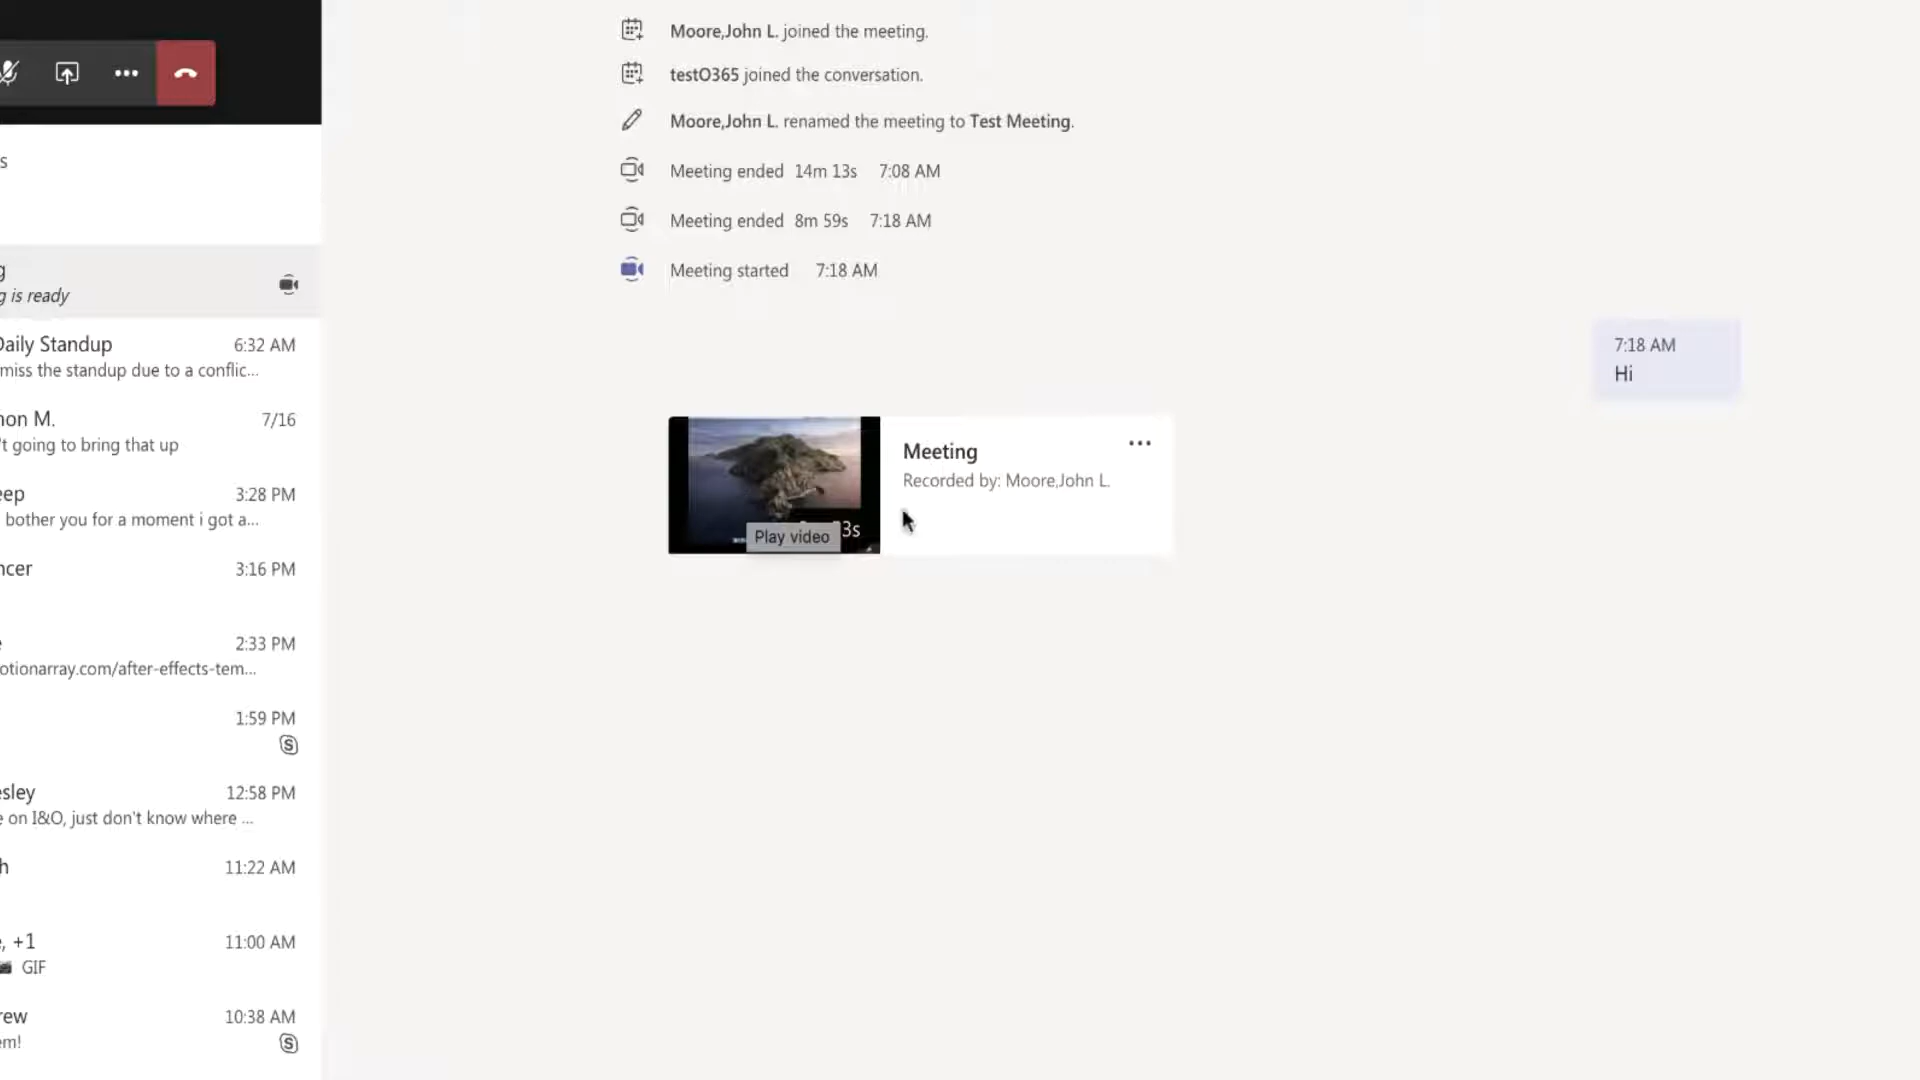 s
g
g is ready
Daily Standup 6:32 AM
miss the standup due to a conflic...
non M. 7/16
't going to bring that up
eep 3:28 PM
bother you for a moment i got a...
ncer 3:16 PM
e 2:33 PM
otionarray.com/after-effects-tem...
1:59 PM
esley 12:58 PM
e on I&O, just don't know where ...
h 11:22 AM
e, +1 11:00 AM
GIF
rew 10:38 AM
em!
Moore,John L. joined the meeting.
testO365 joined the conversation.
Moore,John L. renamed the meeting to Test Meeting.
Meeting ended 14m 13s 7:08 AM
Meeting ended 8m 59s 7:18 AM
Meeting started 7:18 AM
7:18 AM
Hi
Meeting
Recorded by: Moore,John L.
3s
Play video